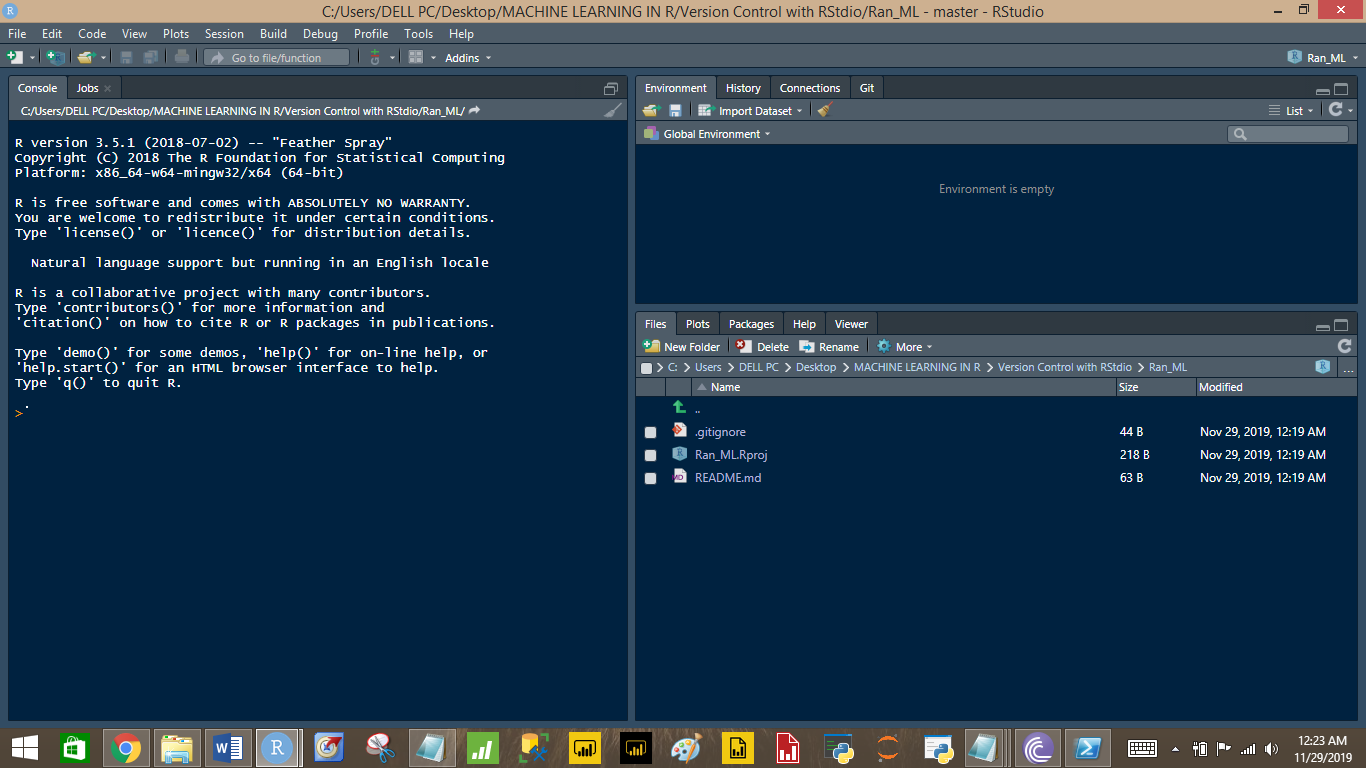 C:/Users/DELL PC/Desktop/MACHINE LEARNING IN R/Version Control with RStdio/Ran_ML - master - RStudio
File Edit Code View Plots Session Build Debug Profile Tools Help
Go to file/function Addins Ran_ML
Console Jobs
C:/Users/DELL PC/Desktop/MACHINE LEARNING IN R/Version Control with RStdio/Ran_ML/
R version 3.5.1 (2018-07-02) -- "Feather Spray"
Copyright (C) 2018 The R Foundation for Statistical Computing
Platform: x86_64-w64-mingw32/x64 (64-bit)
R is free software and comes with ABSOLUTELY NO WARRANTY.
You are welcome to redistribute it under certain conditions.
Type 'license()' or 'licence()' for distribution details.
Natural language support but running in an English locale
R is a collaborative project with many contributors.
Type 'contributors()' for more information and
'citation()' on how to cite R or R packages in publications.
Type 'demo()' for some demos, 'help()' for on-line help, or
'help.start()' for an HTML browser interface to help.
Type 'q()' to quit R.
>
Environment History Connections Git
Import Dataset List
Global Environment
Environment is empty
Files Plots Packages Help Viewer
New Folder Delete Rename More
C: > Users > DELL PC > Desktop > MACHINE LEARNING IN R > Version Control with RStdio > Ran_ML ...
Name Size Modified
..
.gitignore 44 B Nov 29, 2019, 12:19 AM
Ran_ML.Rproj 218 B Nov 29, 2019, 12:19 AM
README.md 63 B Nov 29, 2019, 12:19 AM
12:23 AM
11/29/2019